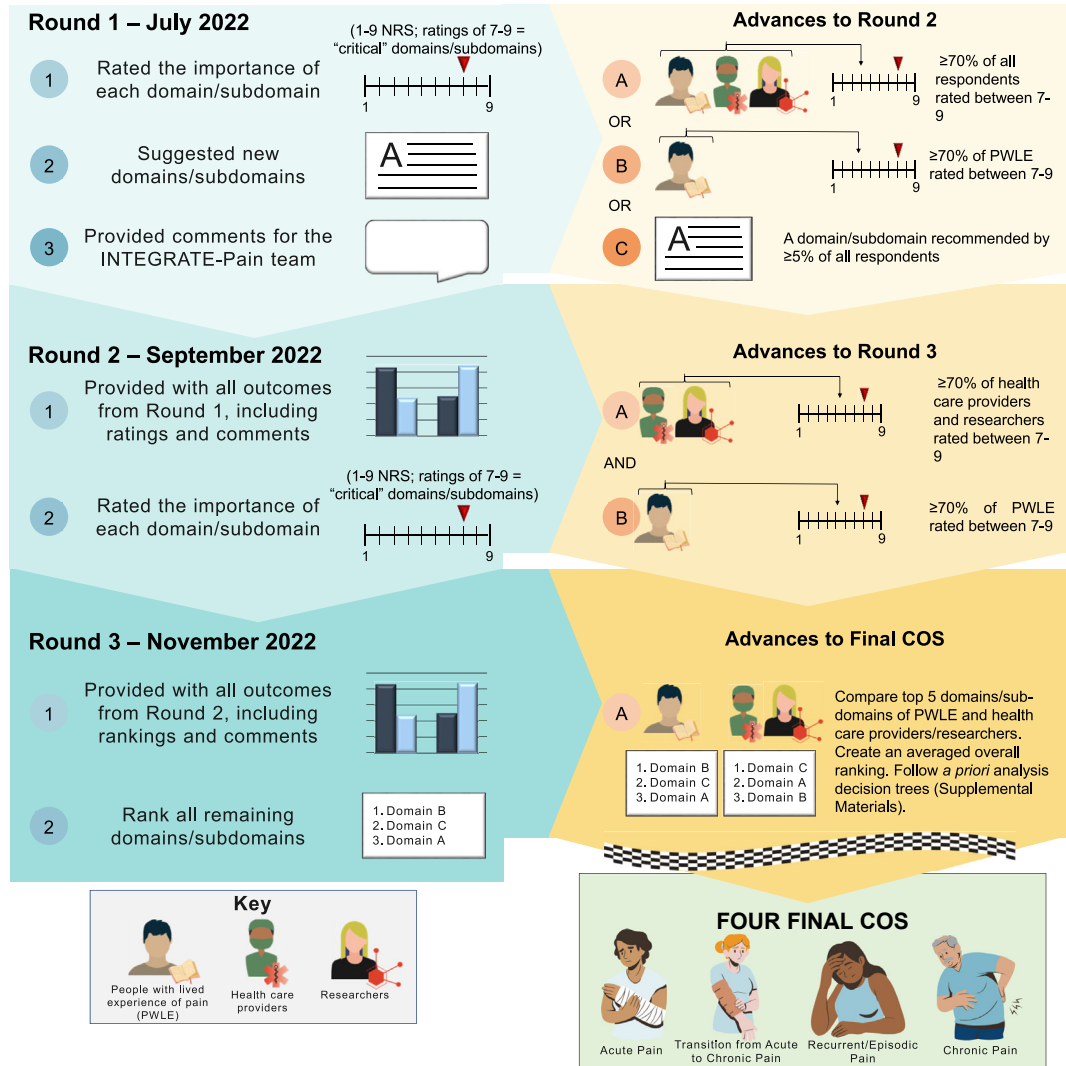 Round 1 – July 2022
(1-9 NRS; ratings of 7-9 =
“critical” domains/subdomains)
1
Rated the importance of
each domain/subdomain
1
9
2
Suggested new
domains/subdomains
A
3
Provided comments for the
INTEGRATE-Pain team
Advances to Round 2
A
1
9
≥70% of all
respondents
rated between 7-
9
OR
B
1
9
≥70% of PWLE
rated between 7-9
OR
C
A
A domain/subdomain recommended by
≥5% of all respondents
Round 2 – September 2022
1
Provided with all outcomes
from Round 1, including
ratings and comments
(1-9 NRS; ratings of 7-9 =
“critical” domains/subdomains)
2
Rated the importance of
each domain/subdomain
1
9
Advances to Round 3
A
1
9
≥70% of health
care providers
and researchers
rated between 7-
9
AND
B
1
9
≥70% of PWLE
rated between 7-9
Round 3 – November 2022
1
Provided with all outcomes
from Round 2, including
rankings and comments
2
Rank all remaining
domains/subdomains
1. Domain B
2. Domain C
3. Domain A
Advances to Final COS
A
1. Domain B
2. Domain C
3. Domain A
1. Domain C
2. Domain A
3. Domain B
Compare top 5 domains/sub-
domains of PWLE and health
care providers/researchers.
Create an averaged overall
ranking. Follow a priori analysis
decision trees (Supplemental
Materials).
Key
People with lived
experience of pain
(PWLE)
Health care
providers
Researchers
FOUR FINAL COS
Acute Pain
Transition from Acute
to Chronic Pain
Recurrent/Episodic
Pain
Chronic Pain